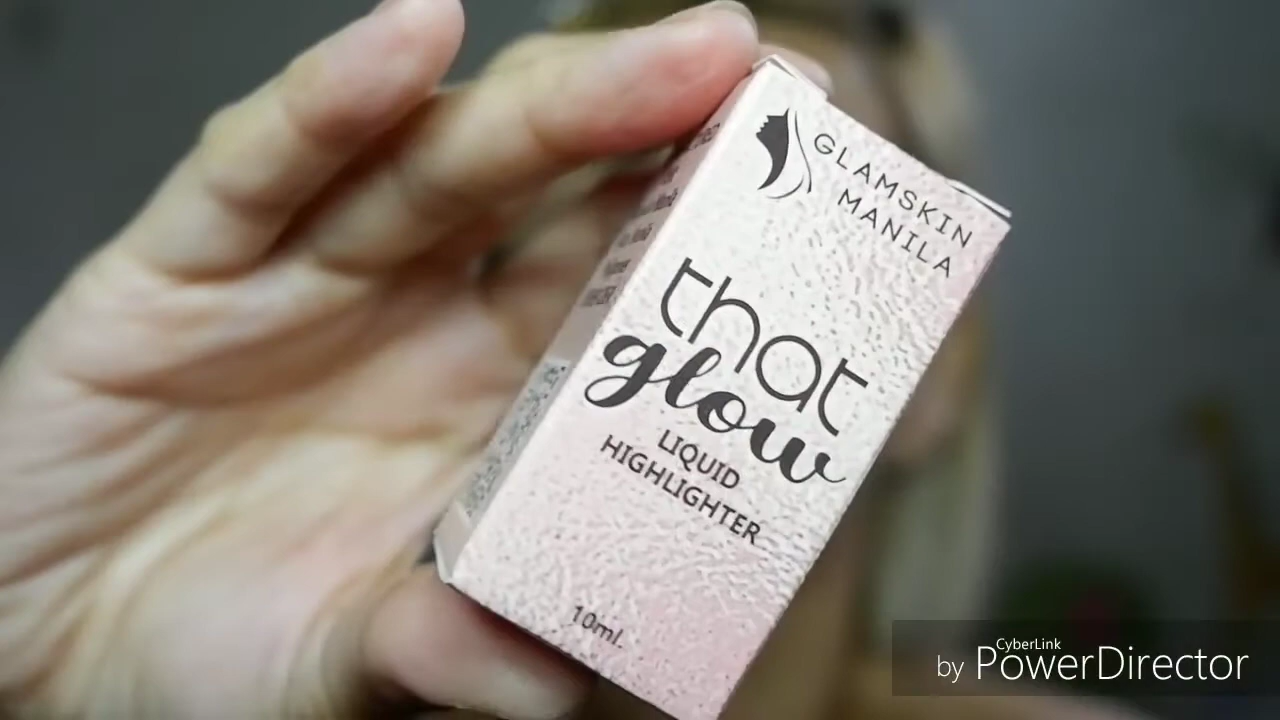 GLAMSKIN
MANILA
that
glow
LIQUID
HIGHLIGHTER
10ml.
CyberLink
by PowerDirector